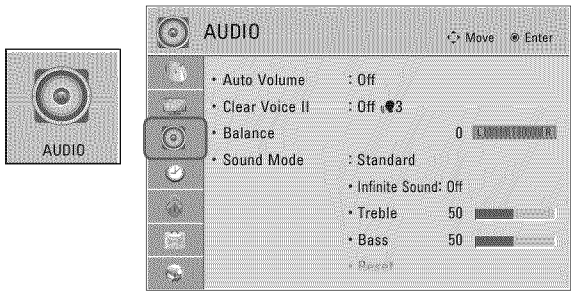 AUDIO
AUDIO
Move Enter
• Auto Volume : Off
• Clear Voice II : Off 3
• Balance 0 L R
• Sound Mode : Standard
• Infinite Sound: Off
• Treble 50
• Bass 50
• Reset